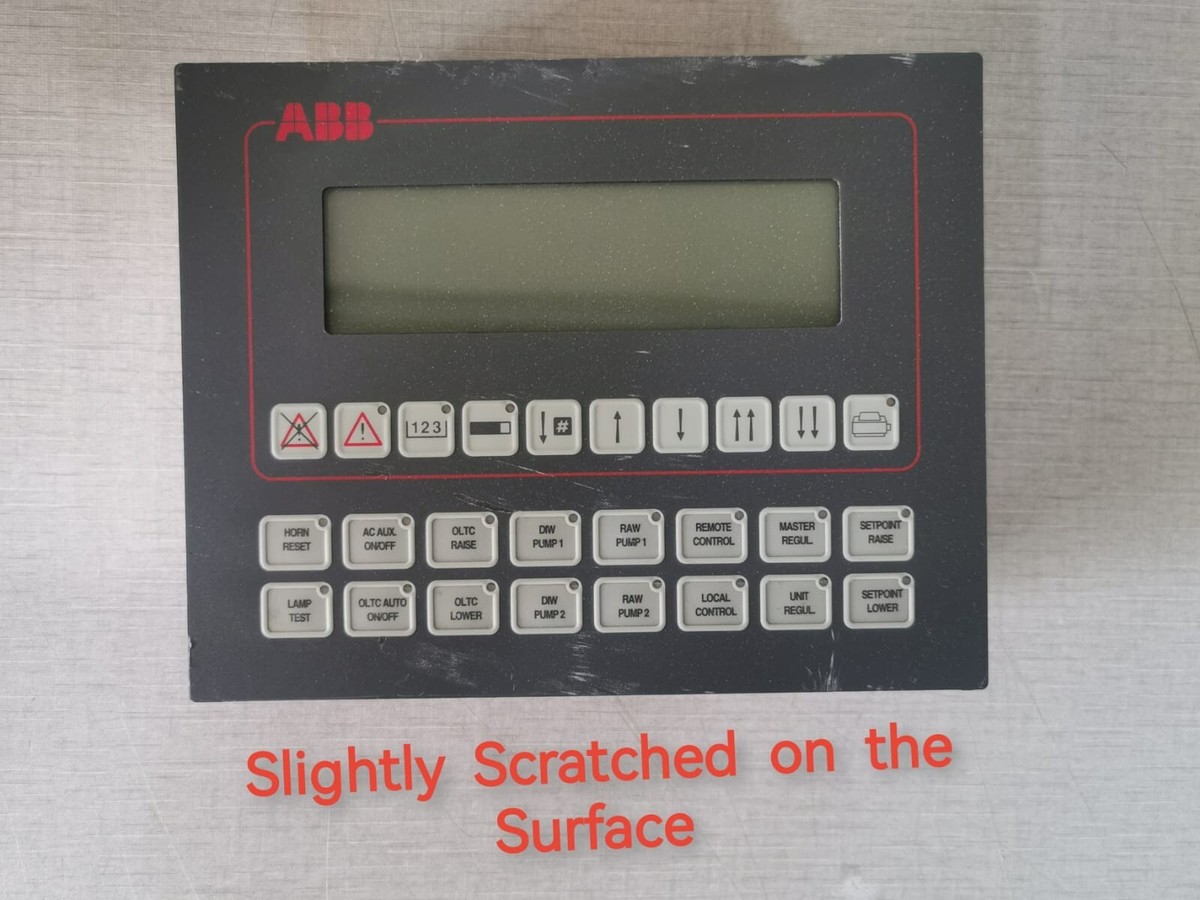 ABB
123
#
HORN RESET
AC AUX. ON/OFF
OLTC RAISE
DIW PUMP 1
RAW PUMP 1
REMOTE CONTROL
MASTER REGUL.
SETPOINT RAISE
LAMP TEST
OLTC AUTO ON/OFF
OLTC LOWER
DIW PUMP 2
RAW PUMP 2
LOCAL CONTROL
UNIT REGUL.
SETPOINT LOWER
Slightly Scratched on the
Surface